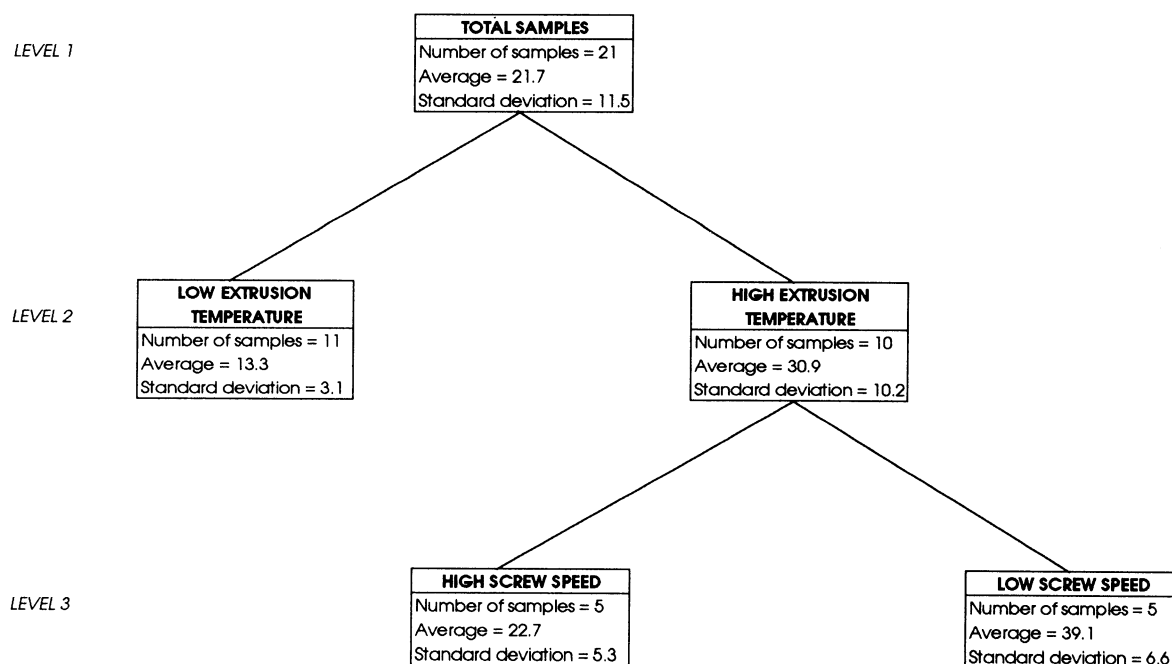 LEVEL 1
TOTAL SAMPLES
Number of samples = 21
Average = 21.7
Standard deviation = 11.5
LEVEL 2
LOW EXTRUSION
TEMPERATURE
Number of samples = 11
Average = 13.3
Standard deviation = 3.1
HIGH EXTRUSION
TEMPERATURE
Number of samples = 10
Average = 30.9
Standard deviation = 10.2
LEVEL 3
HIGH SCREW SPEED
Number of samples = 5
Average = 22.7
Standard deviation = 5.3
LOW SCREW SPEED
Number of samples = 5
Average = 39.1
Standard deviation = 6.6